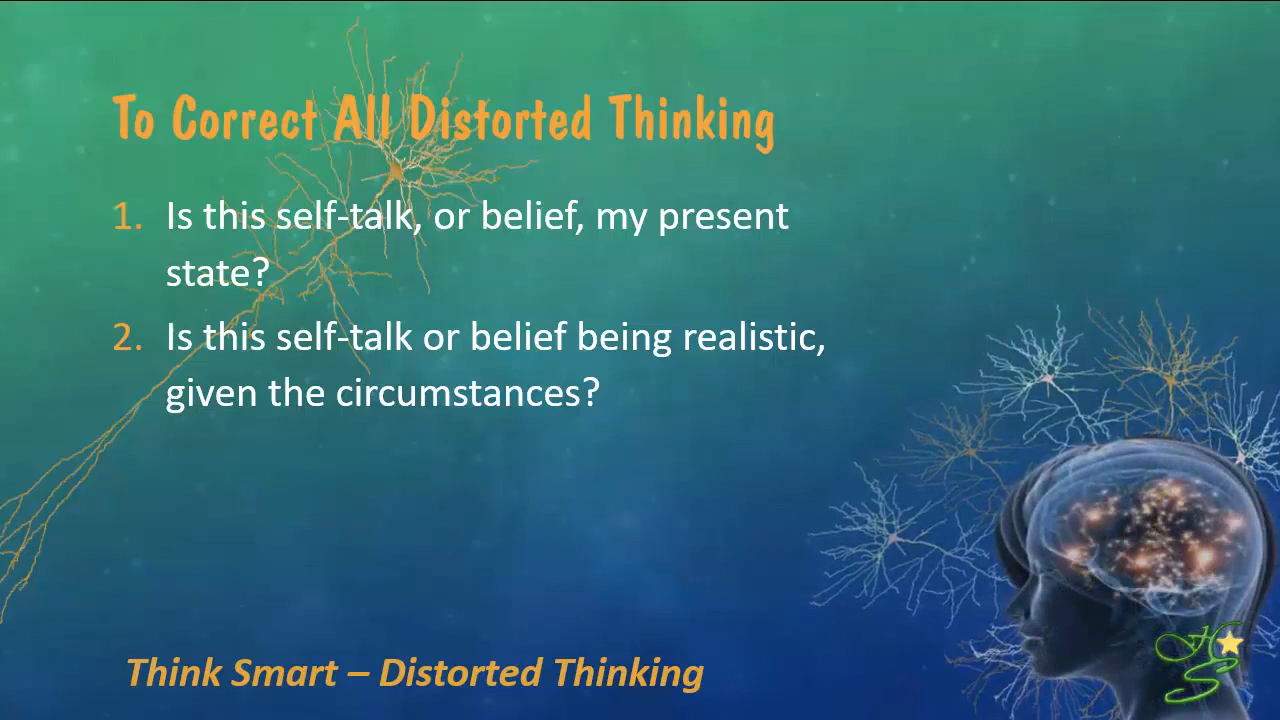 To Correct All Distorted Thinking
1. Is this self-talk, or belief, my present
state?
2. Is this self-talk or belief being realistic,
given the circumstances?
Think Smart – Distorted Thinking
HS